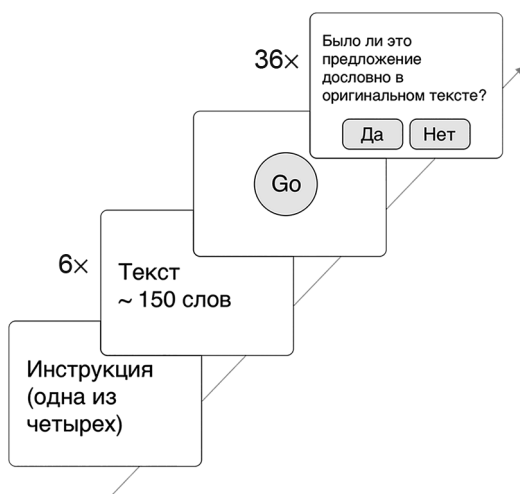 36×
Было ли это
предложение
дословно в
оригинальном тексте?
Да
Нет
Go
6×
Текст
~ 150 слов
Инструкция
(одна из
четырех)